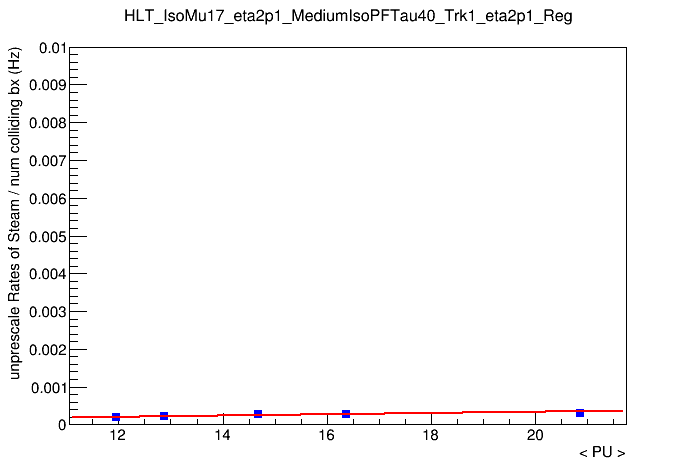 HLT_IsoMu17_eta2p1_MediumIsoPFTau40_Trk1_eta2p1_Reg
unprescale Rates of Steam / num colliding bx (Hz)
0.01
0.009
0.008
0.007
0.006
0.005
0.004
0.003
0.002
0.001
0
12 14 16 18 20
< PU >